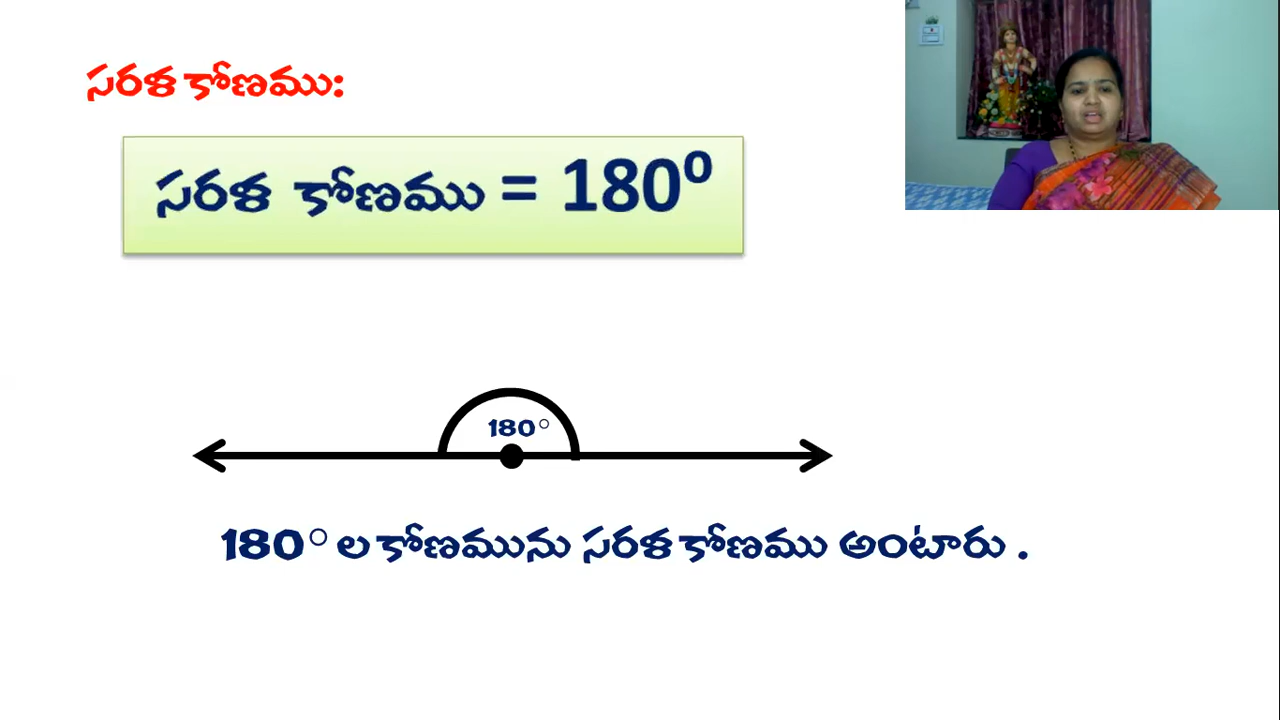 సరళ కోణము:
సరళ కోణము = 180⁰
180°
180° ల కోణమును సరళ కోణము అంటారు .